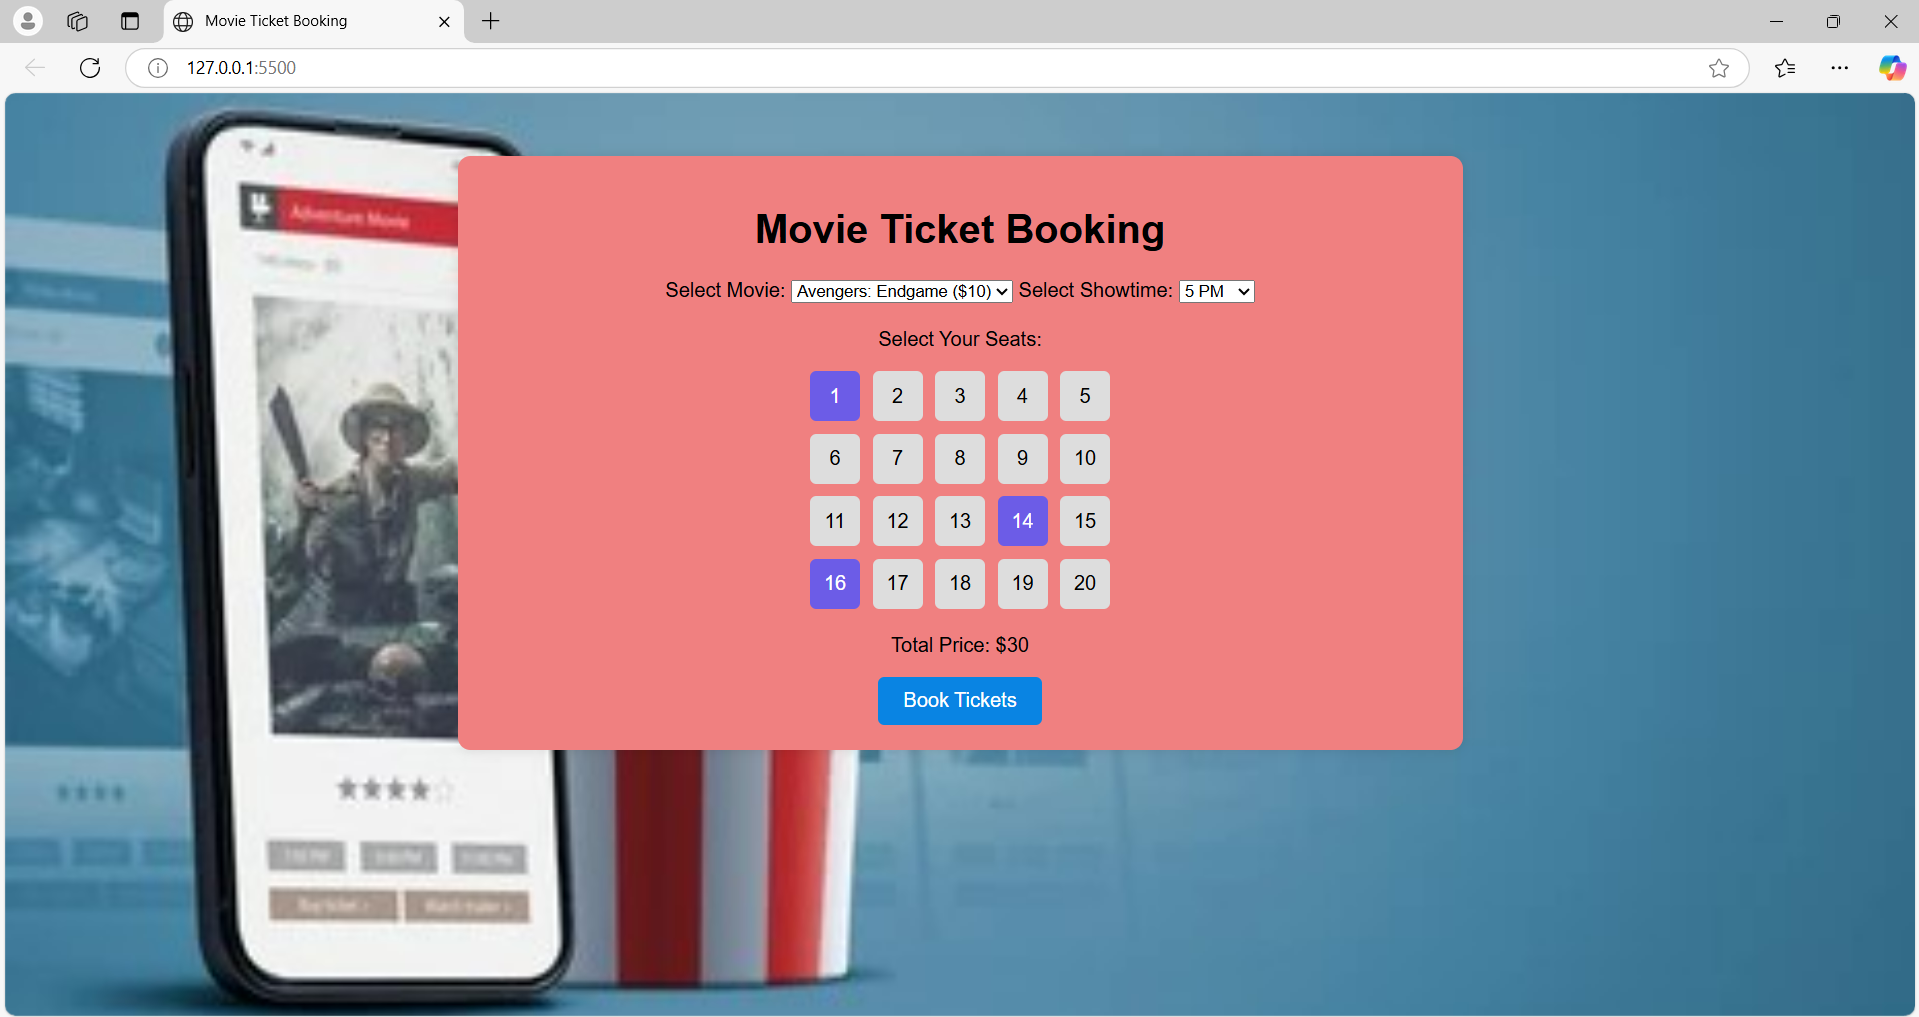 Movie Ticket Booking
127.0.0.1:5500
Adventure Movie
Movie Ticket Booking
Select Movie: Avengers: Endgame ($10) Select Showtime: 5 PM
Select Your Seats:
1 2 3 4 5
6 7 8 9 10
11 12 13 14 15
16 17 18 19 20
Total Price: $30
Book Tickets